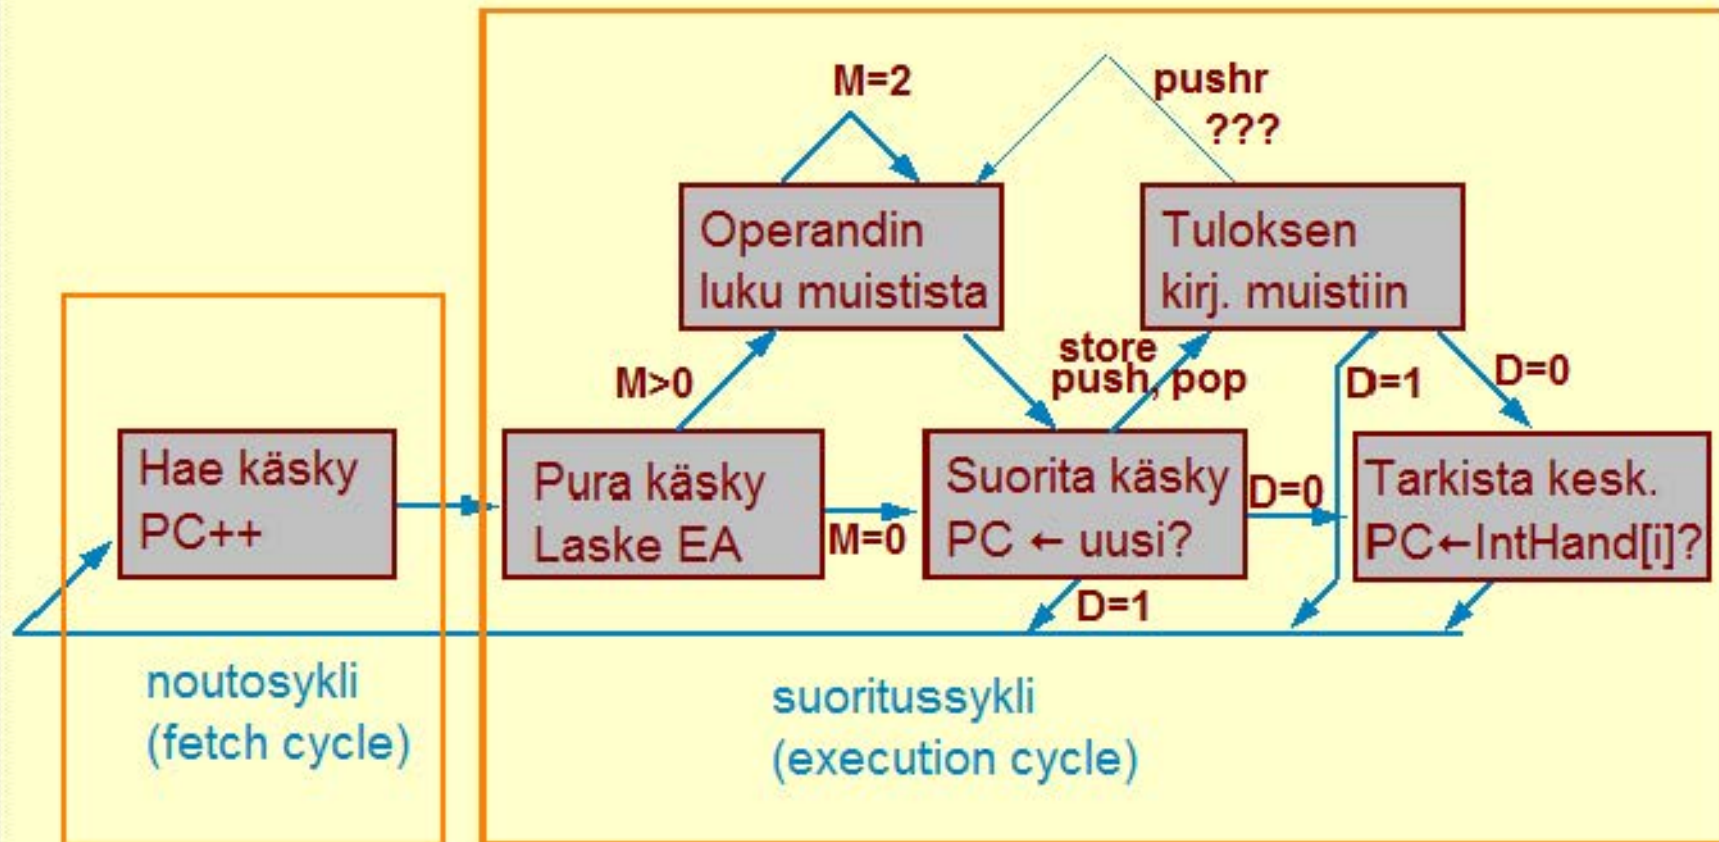 M=2
pushr
???
Operandin
luku muistista
Tuloksen
kirj. muistiin
M>0
store
push, pop
D=1
D=0
Hae käsky
PC++
Pura käsky
Laske EA
M=0
Suorita käsky
PC ← uusi?
D=0
Tarkista kesk.
PC←IntHand[i]?
D=1
noutosykli
(fetch cycle)
suoritussykli
(execution cycle)